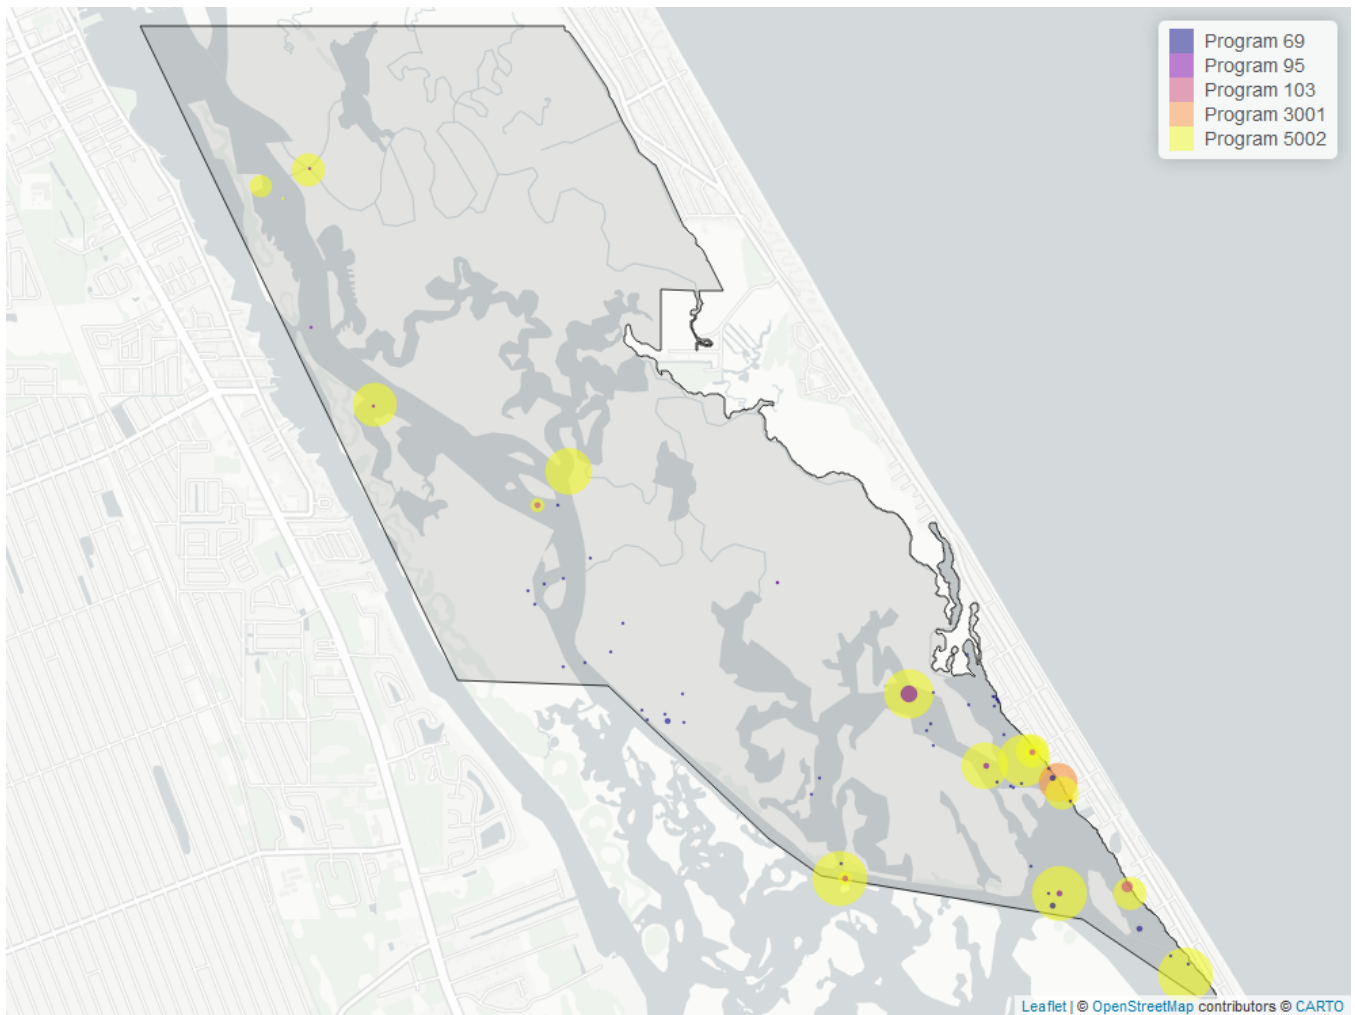 Program 69
Program 95
Program 103
Program 3001
Program 5002
Leaflet | © OpenStreetMap contributors © CARTO